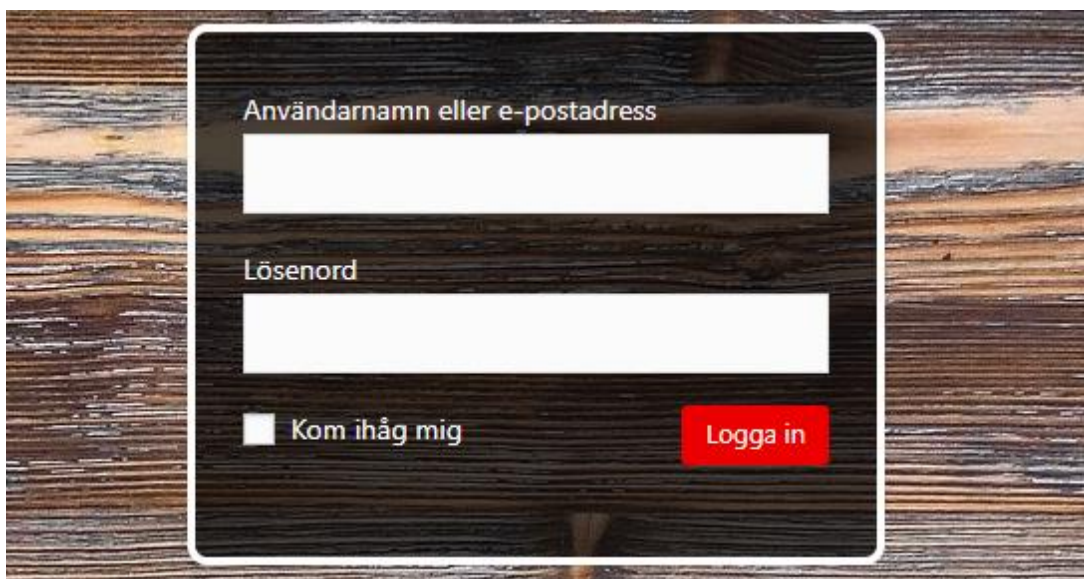 Användarnamn eller e-postadress
Lösenord
Kom ihåg mig
Logga in